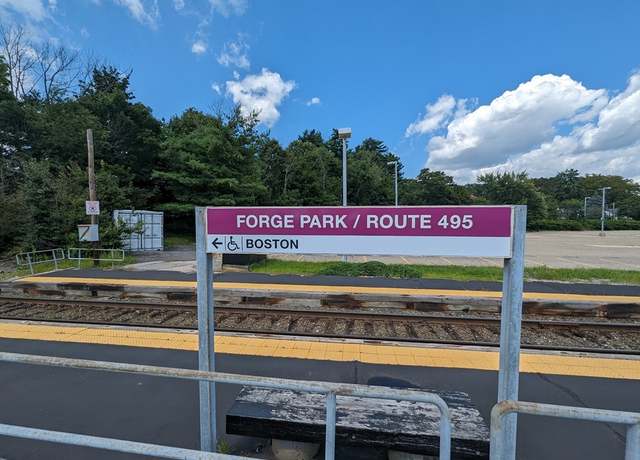 FORGE PARK / ROUTE 495
← ♿ BOSTON